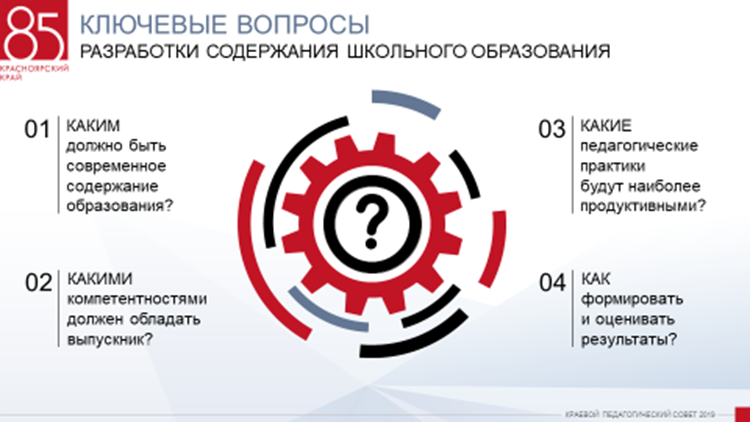 85
КРАСНОЯРСКИЙ
КРАЙ
КЛЮЧЕВЫЕ ВОПРОСЫ
РАЗРАБОТКИ СОДЕРЖАНИЯ ШКОЛЬНОГО ОБРАЗОВАНИЯ
01
КАКИМ
должно быть
современное
содержание
образования?
02
КАКИМИ
компетентностями
должен обладать
выпускник?
?
03
КАКИЕ
педагогические
практики
будут наиболее
продуктивными?
04
КАК
формировать
и оценивать
результаты?
КРАЕВОЙ ПЕДАГОГИЧЕСКИЙ СОВЕТ 2019